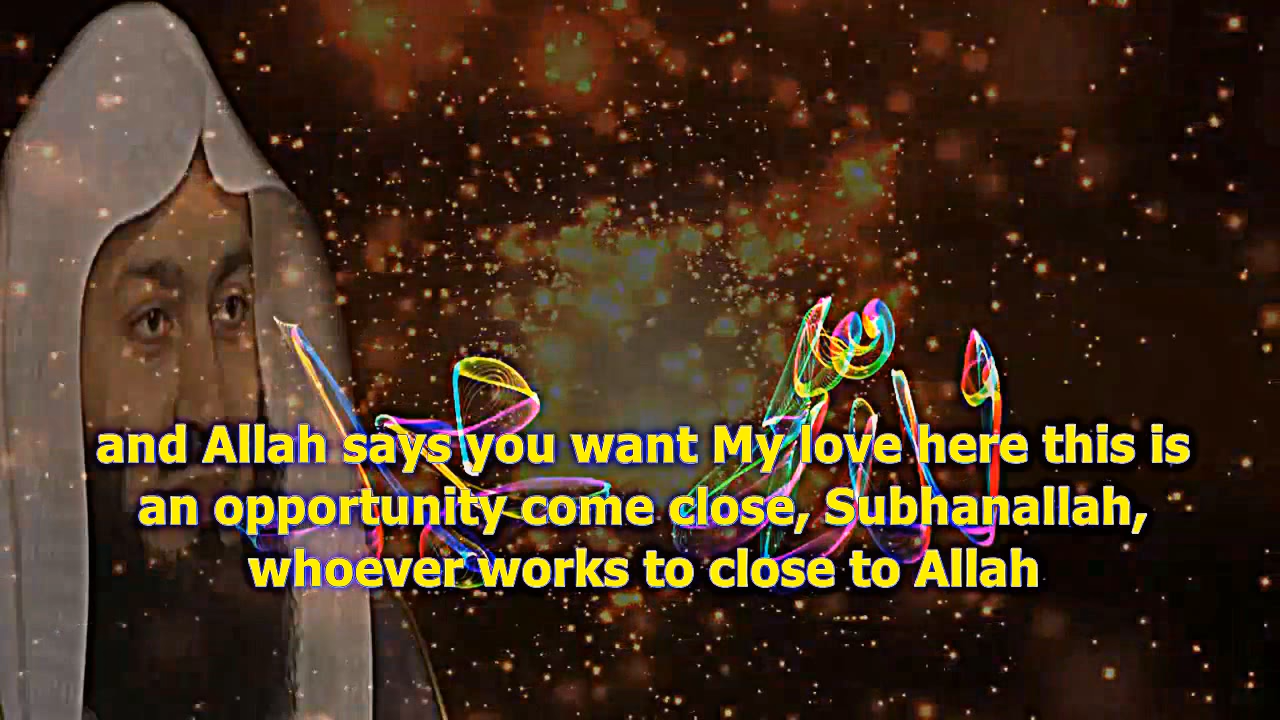 and Allah says you want My love here this is
an opportunity come close, Subhanallah,
whoever works to close to Allah